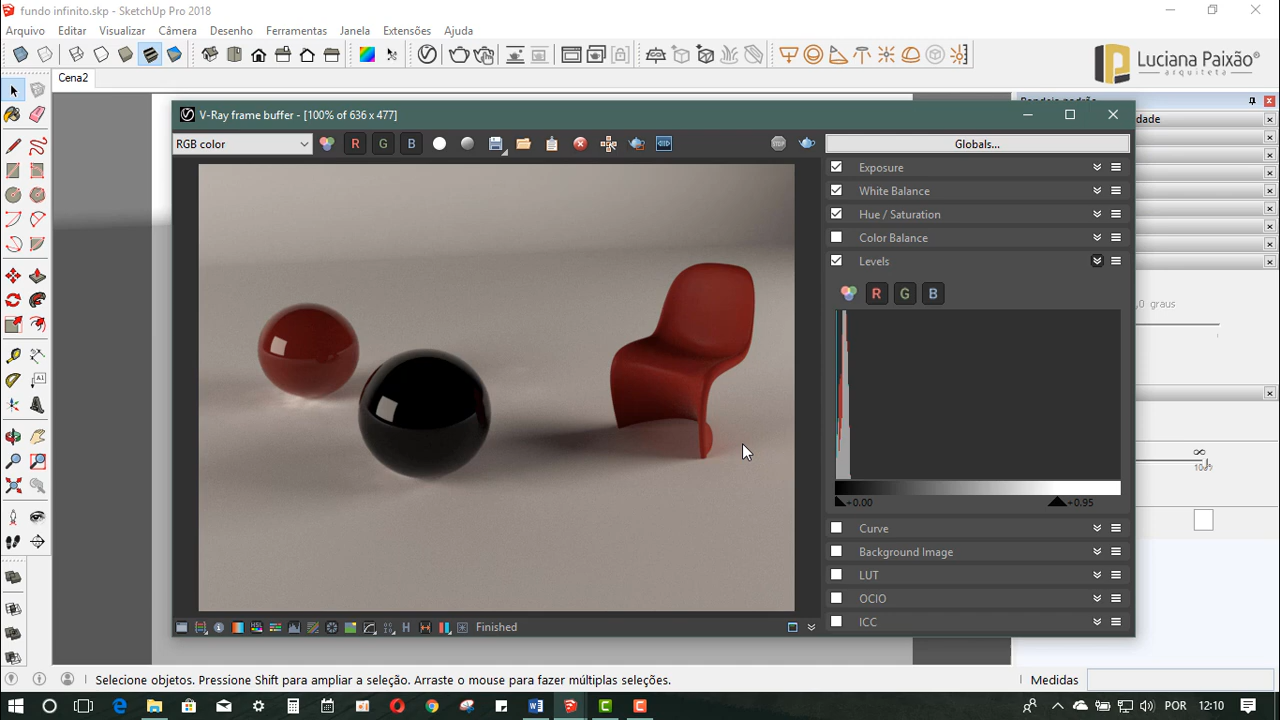 fundo infinito.skp - SketchUp Pro 2018
Arquivo Editar Visualizar Câmera Desenho Ferramentas Janela Extensões Ajuda
Luciana Paixão
arquiteta
Cena2
V-Ray frame buffer - [100% of 636 x 477]
dade
RGB color R G B STOP Globals...
Exposure
White Balance
Hue / Saturation
Color Balance
Levels
R G B
,0 graus
+0.00 +0.95
∞
Curve
Background Image
LUT
OCIO
ICC
H Finished
Selecione objetos. Pressione Shift para ampliar a seleção. Arraste o mouse para fazer múltiplas seleções. Medidas
POR 12:10